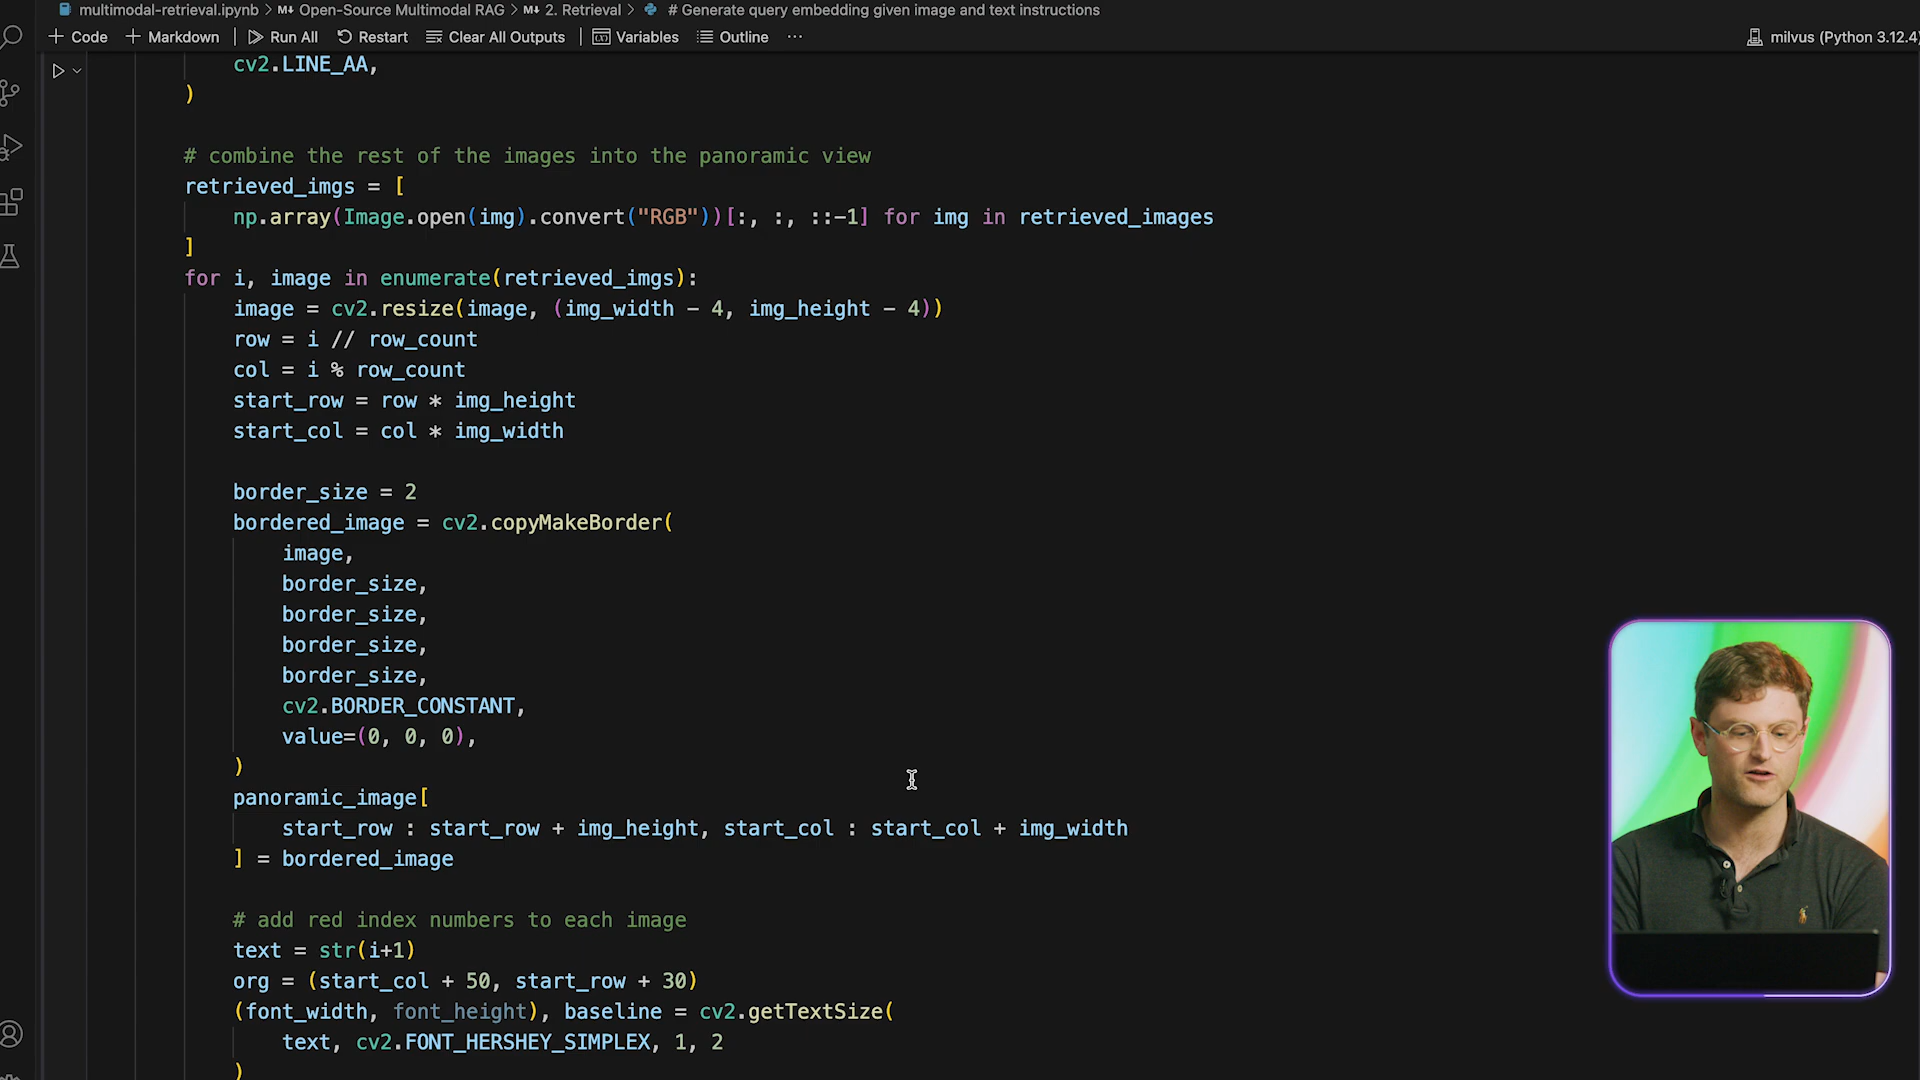 multimodal-retrieval.ipynb > M↓ Open-Source Multimodal RAG > M↓ 2. Retrieval > # Generate query embedding given image and text instructions
+ Code + Markdown | Run All Restart Clear All Outputs | Variables Outline ··· milvus (Python 3.12.4)
cv2.LINE_AA,
)
# combine the rest of the images into the panoramic view
retrieved_imgs = [
np.array(Image.open(img).convert("RGB"))[:, :, ::-1] for img in retrieved_images
]
for i, image in enumerate(retrieved_imgs):
image = cv2.resize(image, (img_width - 4, img_height - 4))
row = i // row_count
col = i % row_count
start_row = row * img_height
start_col = col * img_width
border_size = 2
bordered_image = cv2.copyMakeBorder(
image,
border_size,
border_size,
border_size,
border_size,
cv2.BORDER_CONSTANT,
value=(0, 0, 0),
)
panoramic_image[
start_row : start_row + img_height, start_col : start_col + img_width
] = bordered_image
# add red index numbers to each image
text = str(i+1)
org = (start_col + 50, start_row + 30)
(font_width, font_height), baseline = cv2.getTextSize(
text, cv2.FONT_HERSHEY_SIMPLEX, 1, 2
)